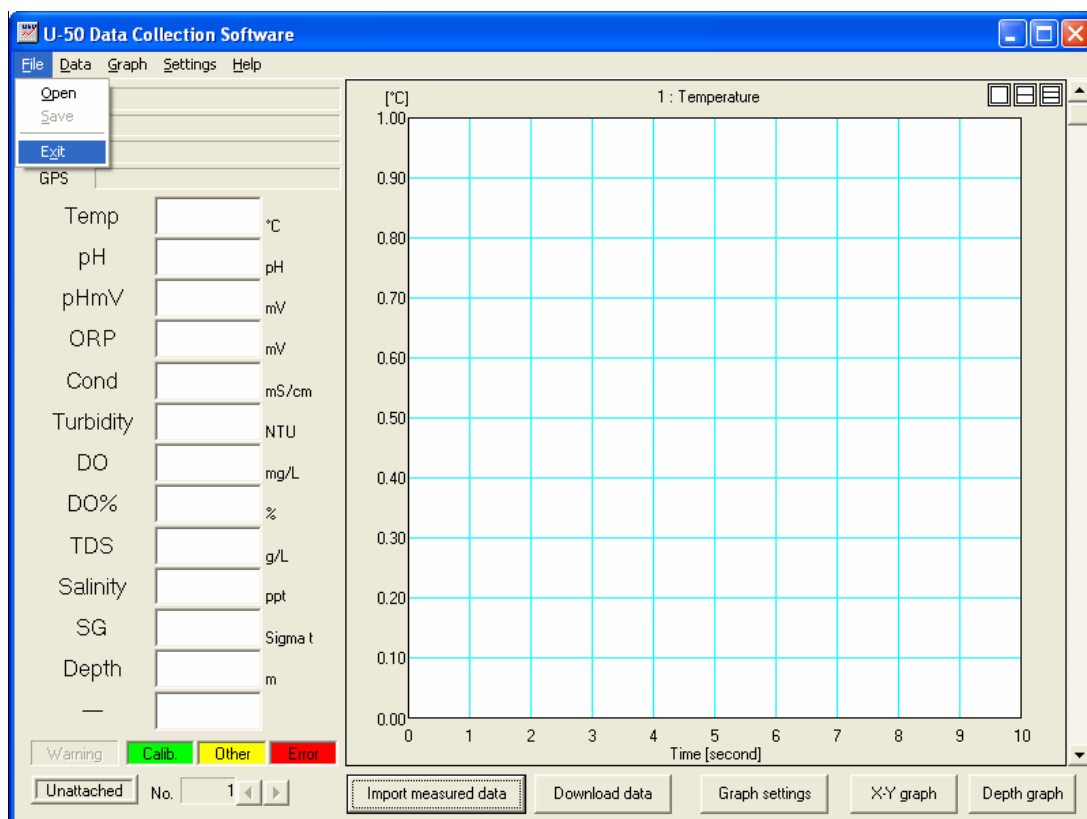 U-50 Data Collection Software
File Data Graph Settings Help
Open
Save
Exit
GPS
Temp °C
pH pH
pHmV mV
ORP mV
Cond mS/cm
Turbidity NTU
DO mg/L
DO% %
TDS g/L
Salinity ppt
SG Sigma t
Depth m
—
Warning Calib. Other Error
Unattached No. 1
[°C] 1 : Temperature
1.00
0.90
0.80
0.70
0.60
0.50
0.40
0.30
0.20
0.10
0.00
0 1 2 3 4 5 6 7 8 9 10
Time [second]
Import measured data Download data Graph settings X-Y graph Depth graph